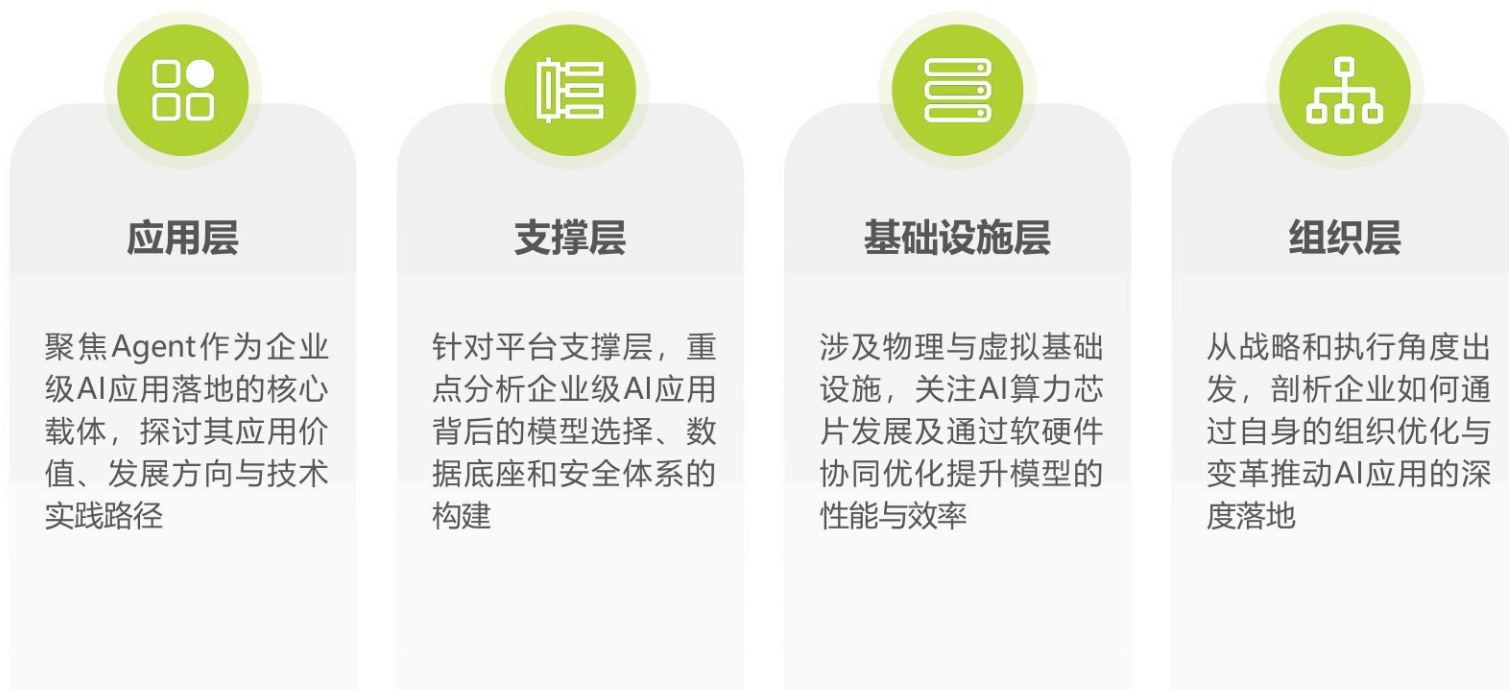 应用层
聚焦Agent作为企业
级AI应用落地的核心
载体，探讨其应用价
值、发展方向与技术
实践路径
支撑层
针对平台支撑层，重
点分析企业级AI应用
背后的模型选择、数
据底座和安全体系的
构建
基础设施层
涉及物理与虚拟基础
设施，关注AI算力芯
片发展及通过软硬件
协同优化提升模型的
性能与效率
组织层
从战略和执行角度出
发，剖析企业如何通
过自身的组织优化与
变革推动AI应用的深
度落地